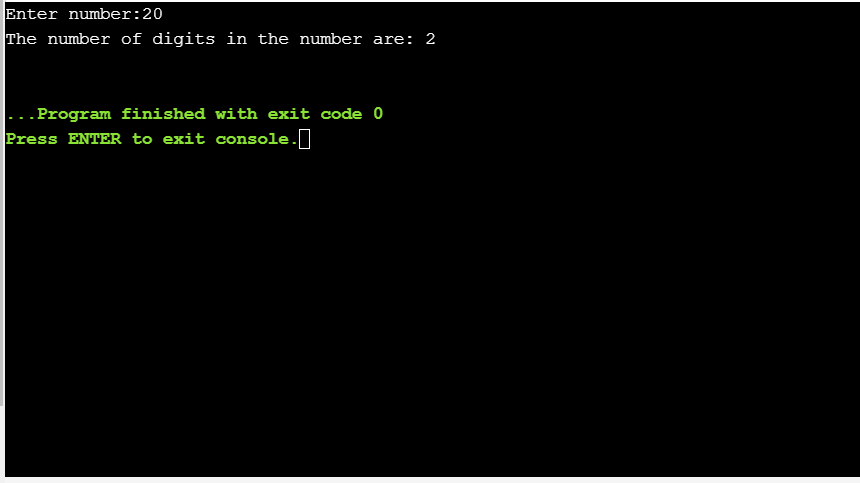 Enter number:20
The number of digits in the number are: 2
...Program finished with exit code 0
Press ENTER to exit console.